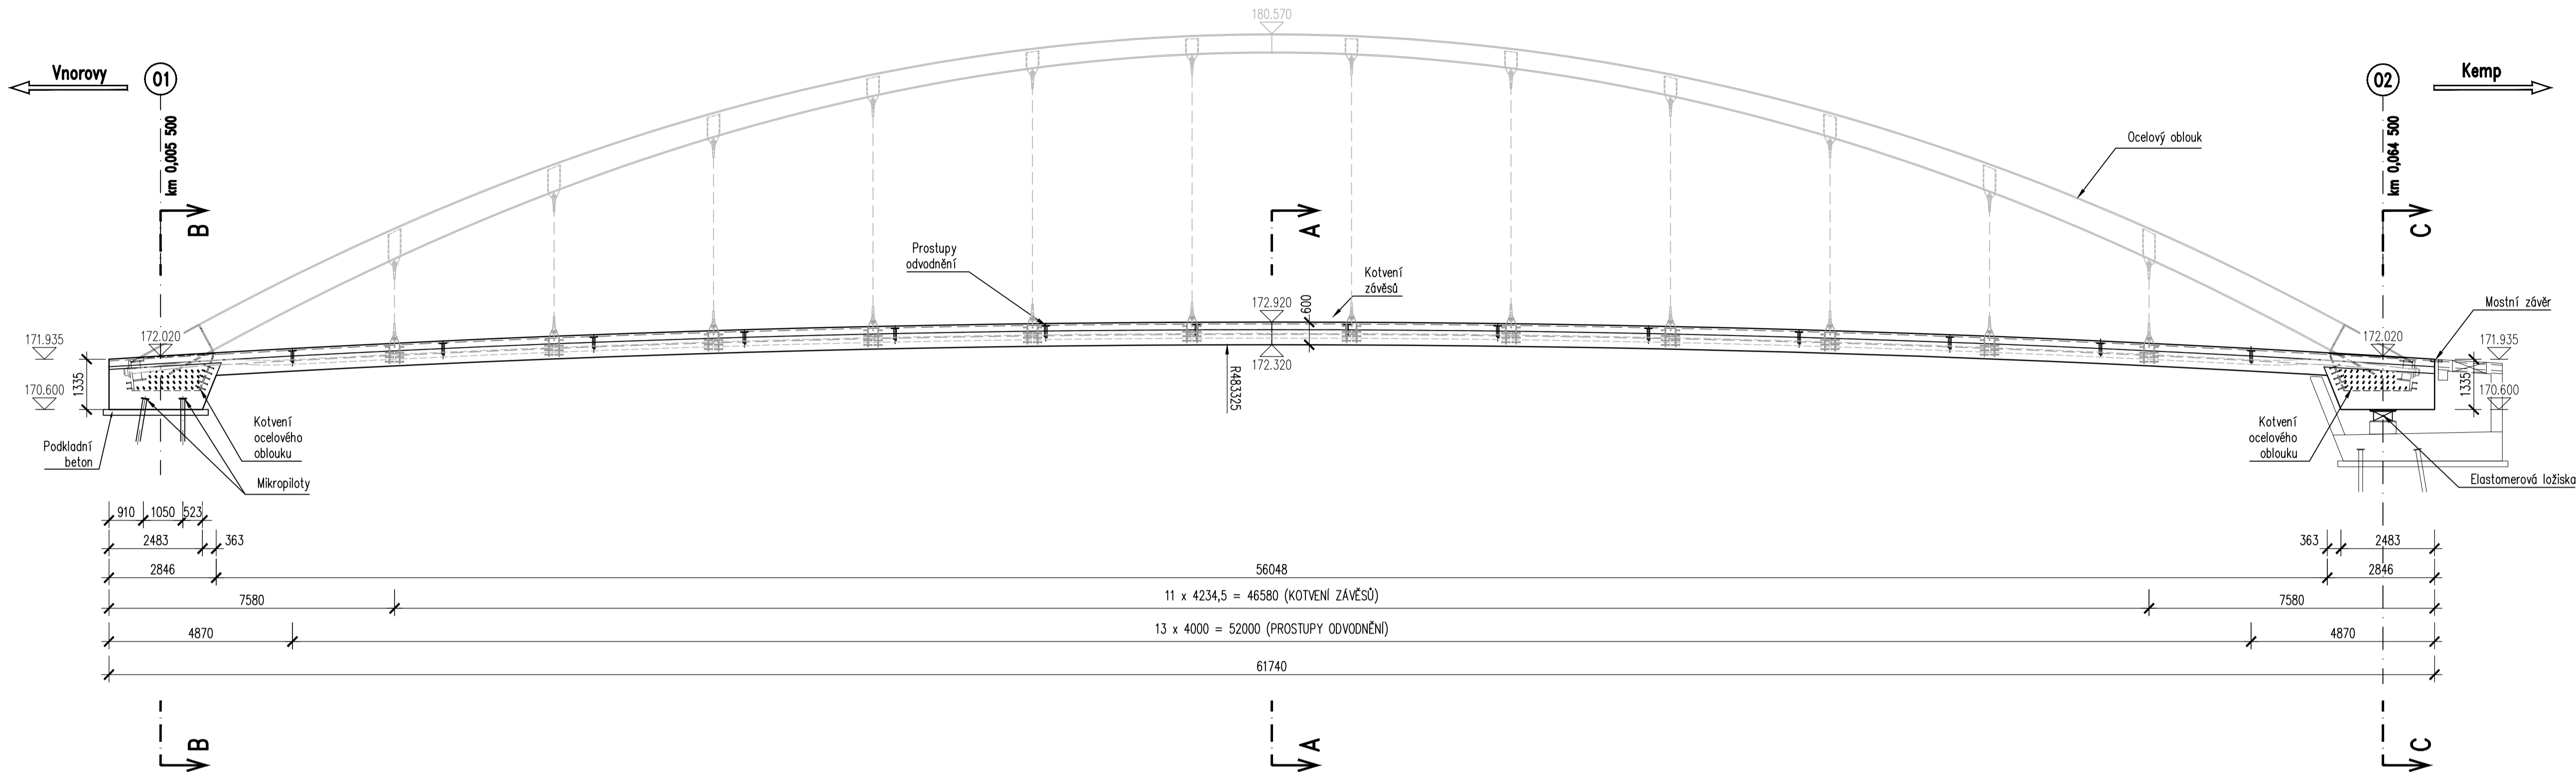 180.570
Vnorovy
01
02
Kemp
km 0,005 500
km 0,064 500
Ocelový oblouk
B
A
C
Prostupy
odvodnění
Kotvení
závěsů
172.920
600
172.320
R483325
171.935
172.020
1335
170.600
Podkladní
beton
Kotvení
ocelového
oblouku
Mikropiloty
Mostní závěr
172.020
171.935
1335
170.600
Kotvení
ocelového
oblouku
Elastomerová ložiska
910
1050
523
2483
363
363
2483
2846
56048
2846
7580
11 x 4234,5 = 46580 (KOTVENÍ ZÁVĚSŮ)
7580
4870
13 x 4000 = 52000 (PROSTUPY ODVODNĚNÍ)
4870
61740
B
A
C